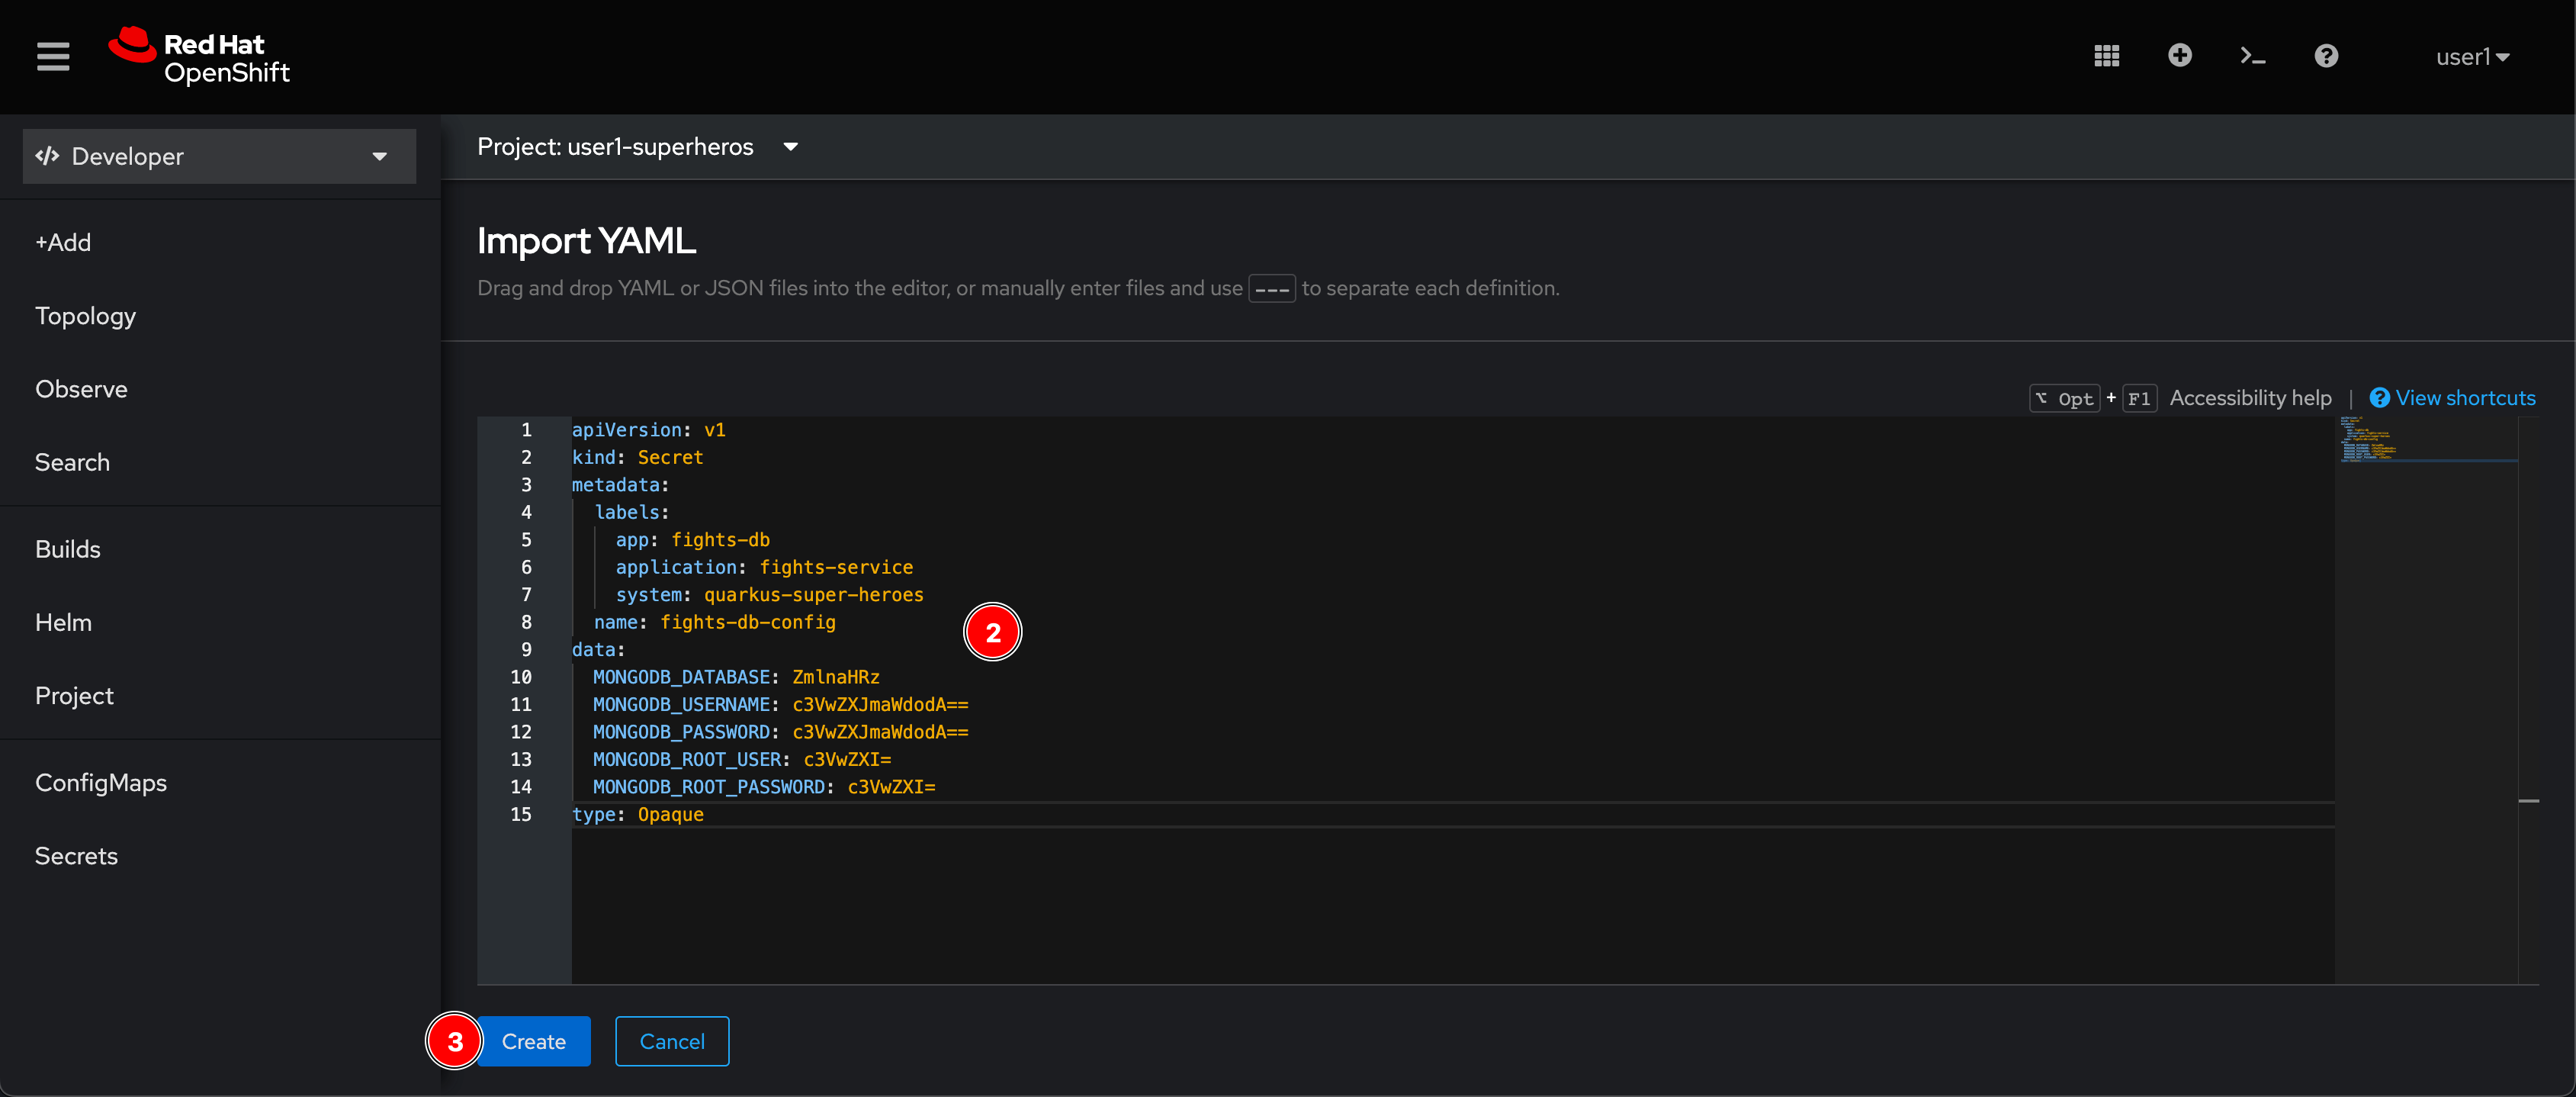 Red Hat
OpenShift
user1
Developer
Project: user1-superheros
+Add
Topology
Observe
Search
Builds
Helm
Project
ConfigMaps
Secrets
Import YAML
Drag and drop YAML or JSON files into the editor, or manually enter files and use --- to separate each definition.
⌥ Opt + F1 Accessibility help | View shortcuts
1 apiVersion: v1
2 kind: Secret
3 metadata:
4 labels:
5 app: fights-db
6 application: fights-service
7 system: quarkus-super-heroes
8 name: fights-db-config
2
9 data:
10 MONGODB_DATABASE: ZmlnaHRz
11 MONGODB_USERNAME: c3VwZXJmaWdodA==
12 MONGODB_PASSWORD: c3VwZXJmaWdodA==
13 MONGODB_ROOT_USER: c3VwZXI=
14 MONGODB_ROOT_PASSWORD: c3VwZXI=
15 type: Opaque
3 Create Cancel